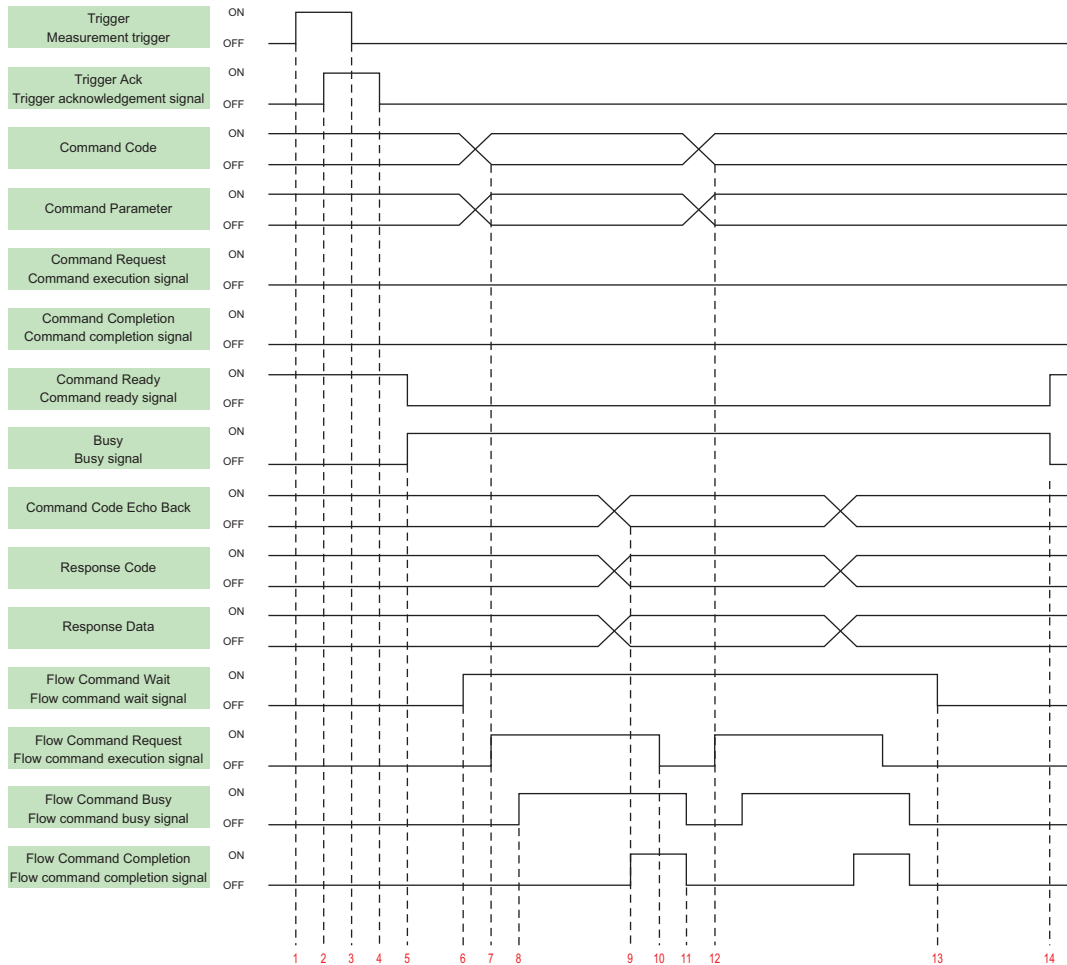 Trigger
Measurement trigger
ON
OFF
Trigger Ack
Trigger acknowledgement signal
ON
OFF
Command Code
ON
OFF
Command Parameter
ON
OFF
Command Request
Command execution signal
ON
OFF
Command Completion
Command completion signal
ON
OFF
Command Ready
Command ready signal
ON
OFF
Busy
Busy signal
ON
OFF
Command Code Echo Back
ON
OFF
Response Code
ON
OFF
Response Data
ON
OFF
Flow Command Wait
Flow command wait signal
ON
OFF
Flow Command Request
Flow command execution signal
ON
OFF
Flow Command Busy
Flow command busy signal
ON
OFF
Flow Command Completion
Flow command completion signal
ON
OFF
1 2 3 4 5 6 7 8 9 10 11 12 13 14